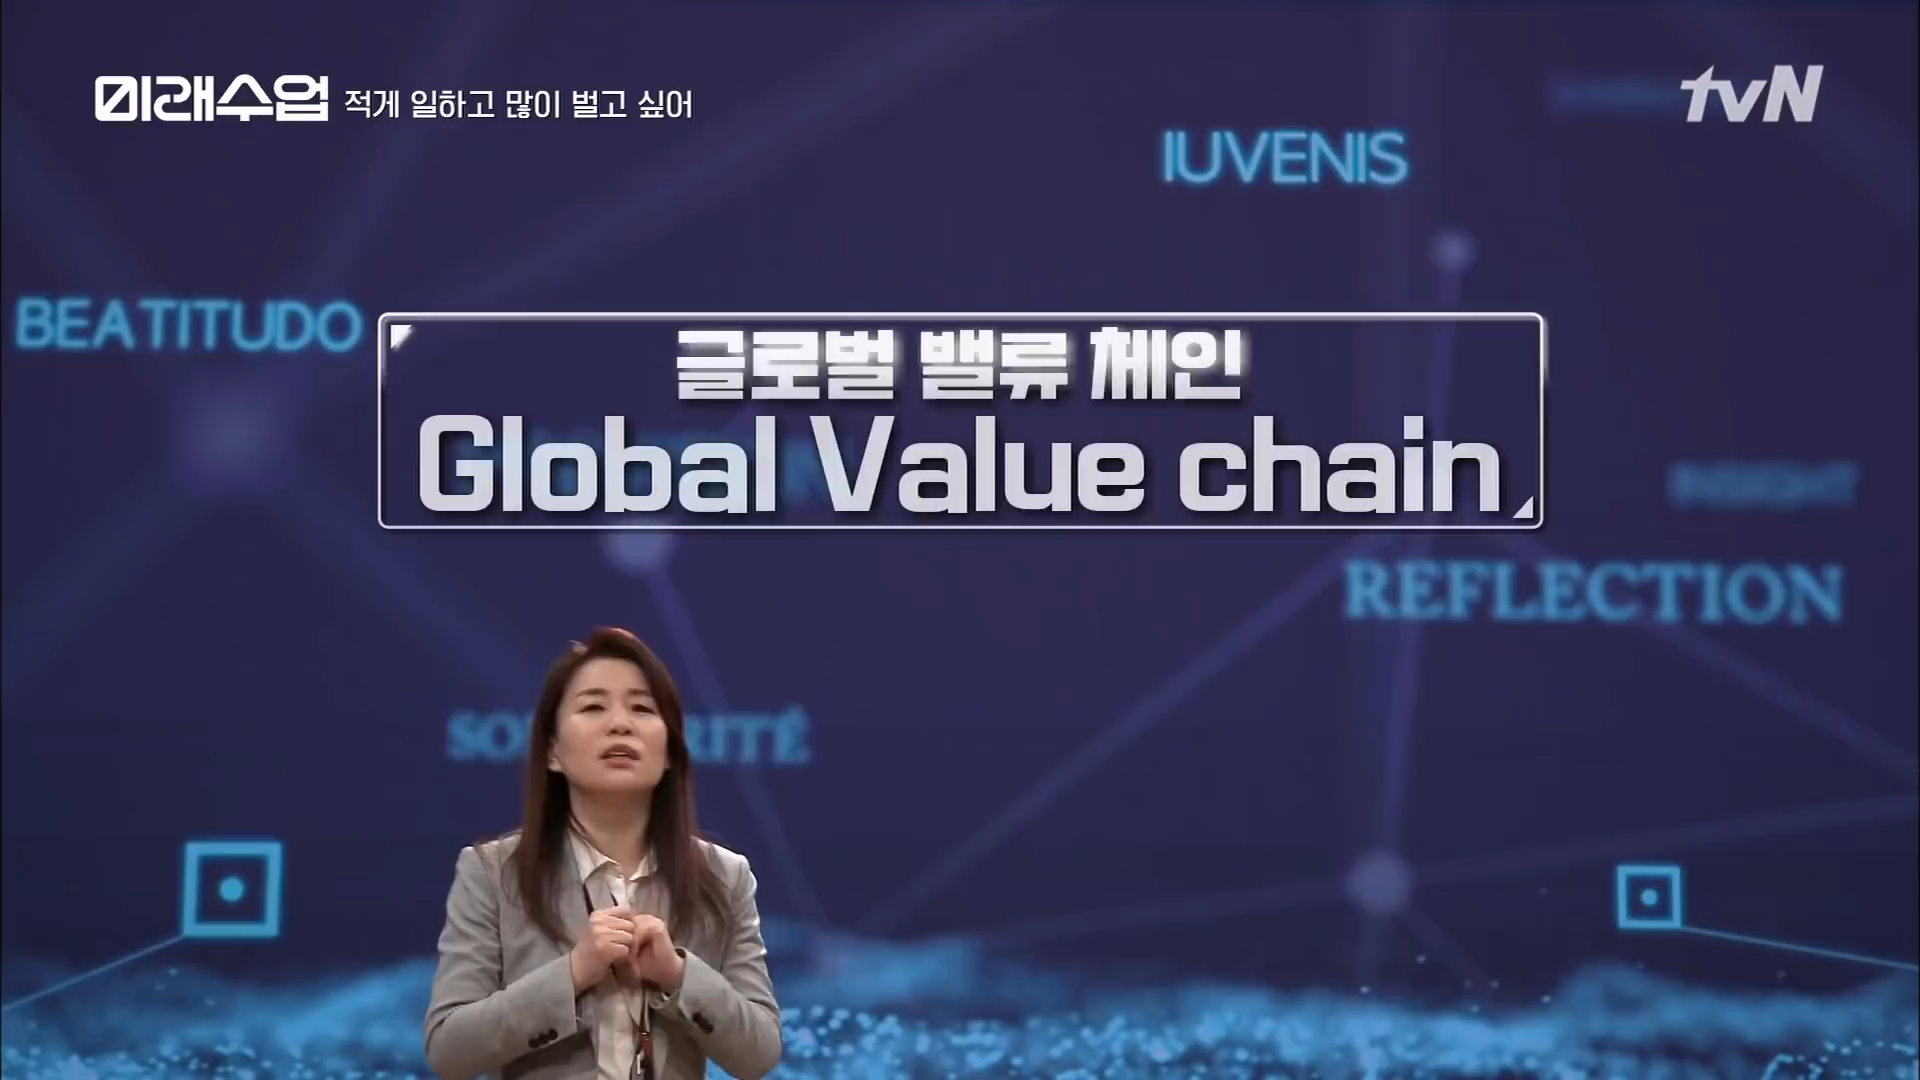 미래수업 적게 일하고 많이 벌고 싶어
tvN
IUVENIS
BEATITUDO
글로벌 밸류 체인
Global Value chain
INSIGHT
REFLECTION